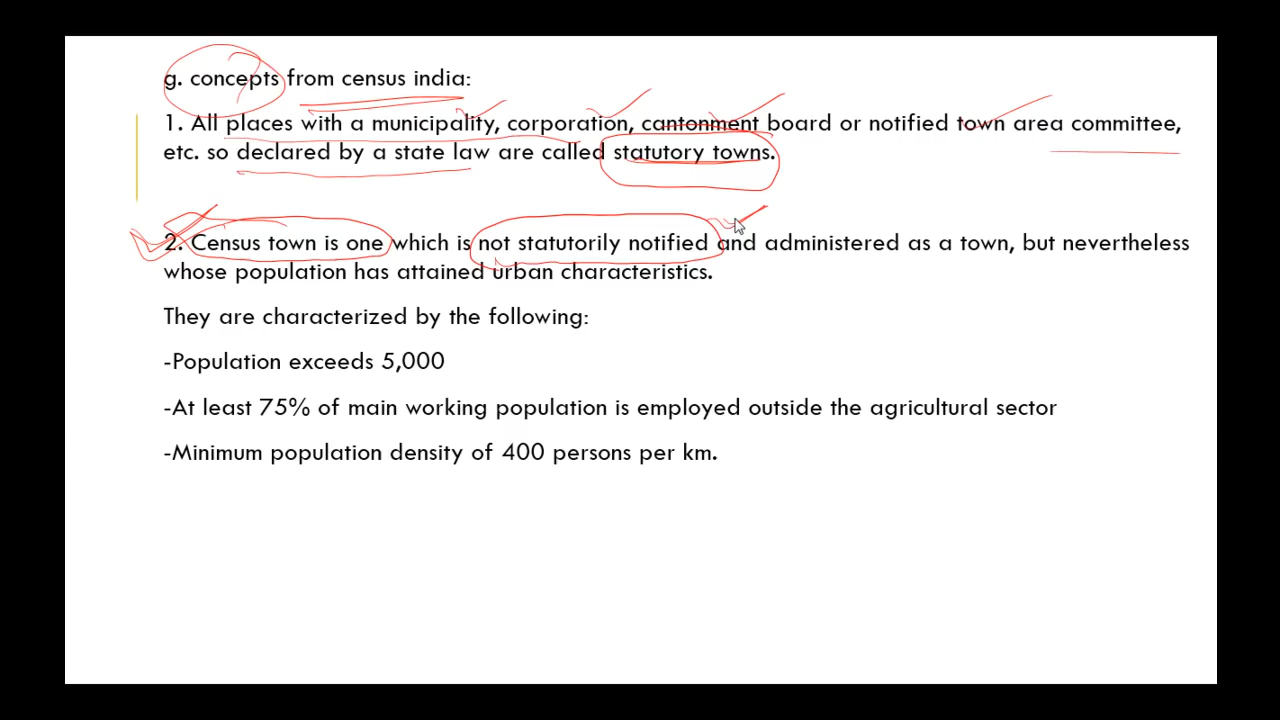 g. concepts from census india:
1. All places with a municipality, corporation, cantonment board or notified town area committee,
etc. so declared by a state law are called statutory towns.
2. Census town is one which is not statutorily notified and administered as a town, but nevertheless
whose population has attained urban characteristics.
They are characterized by the following:
-Population exceeds 5,000
-At least 75% of main working population is employed outside the agricultural sector
-Minimum population density of 400 persons per km.